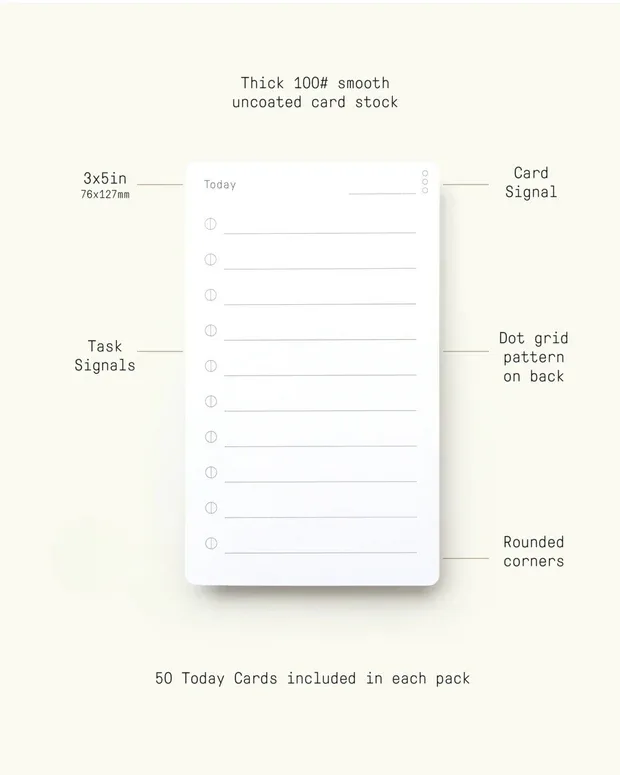 Thick 100# smooth
uncoated card stock
3x5in
76x127mm
Today
Card
Signal
Task
Signals
Dot grid
pattern
on back
Rounded
corners
50 Today Cards included in each pack